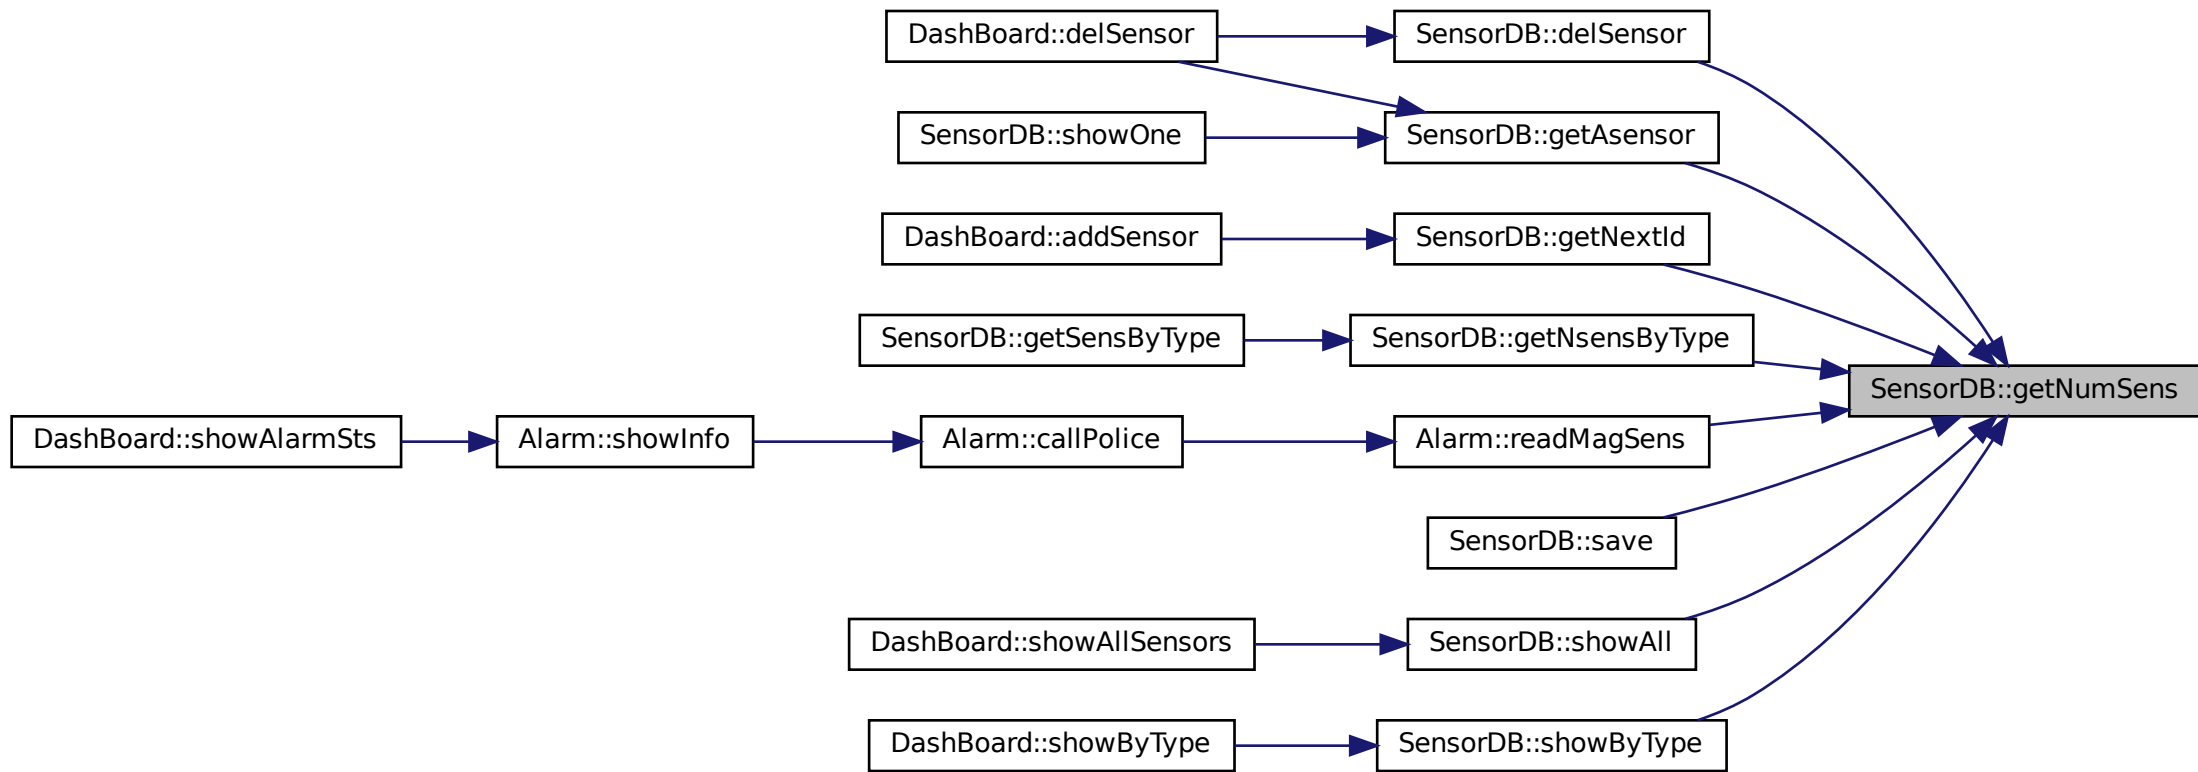 DashBoard::delSensor
SensorDB::delSensor
SensorDB::showOne
SensorDB::getAsensor
DashBoard::addSensor
SensorDB::getNextId
SensorDB::getSensByType
SensorDB::getNsensByType
SensorDB::getNumSens
DashBoard::showAlarmSts
Alarm::showInfo
Alarm::callPolice
Alarm::readMagSens
SensorDB::save
DashBoard::showAllSensors
SensorDB::showAll
DashBoard::showByType
SensorDB::showByType